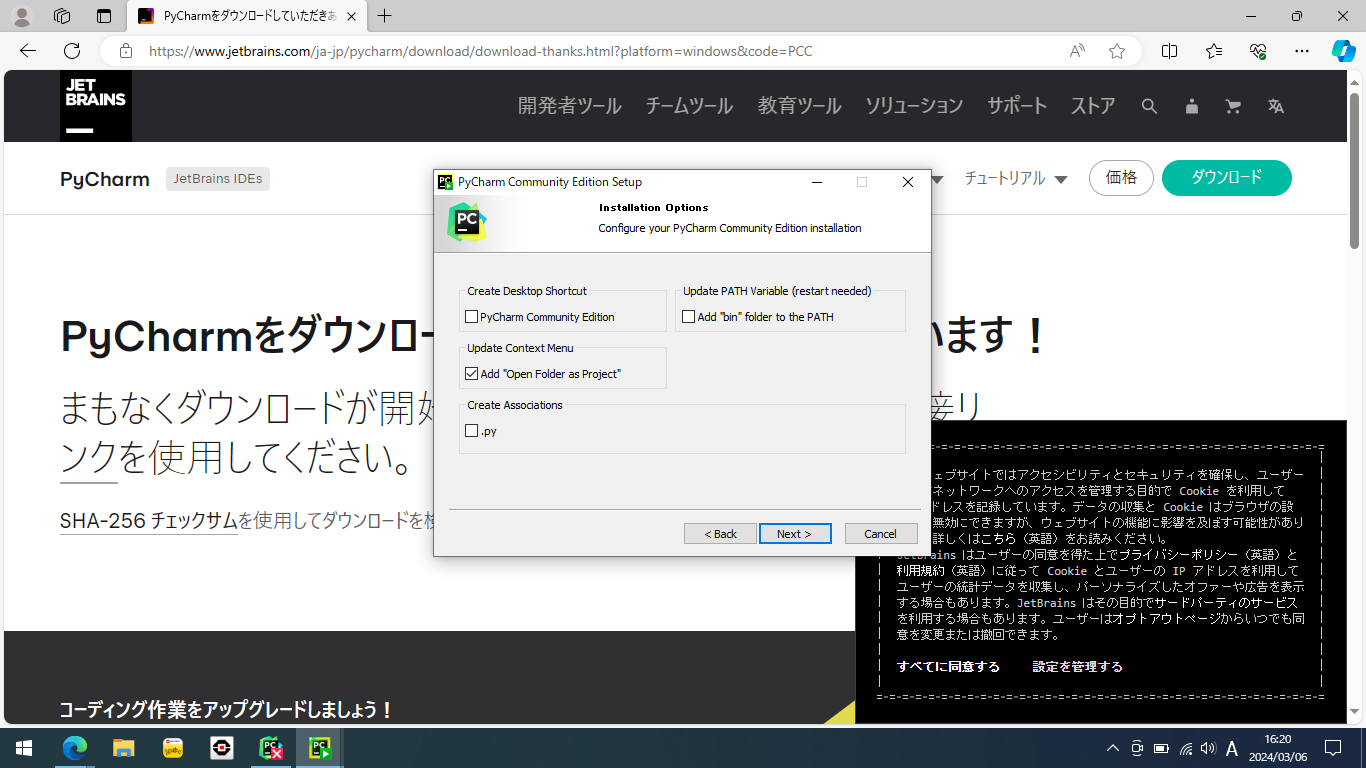 PyCharmをダウンロードしていただきあ
https://www.jetbrains.com/ja-jp/pycharm/download/download-thanks.html?platform=windows&code=PCC
JET
BRAINS
開発者ツール チームツール 教育ツール ソリューション サポート ストア
PyCharm JetBrains IDEs
チュートリアル 価格 ダウンロード
PyCharm Community Edition Setup
PC
Installation Options
Configure your PyCharm Community Edition installation
Create Desktop Shortcut
PyCharm Community Edition
Update PATH Variable (restart needed)
Add "bin" folder to the PATH
Update Context Menu
Add "Open Folder as Project"
Create Associations
.py
< Back Next > Cancel
PyCharmをダウンロー います！
まもなくダウンロードが開始 接リ
ンクを使用してください。
SHA-256 チェックサムを使用してダウンロードを検
ェブサイトではアクセシビリティとセキュリティを確保し、ユーザー
ネットワークへのアクセスを管理する目的で Cookie を利用して
ドレスを記録しています。データの収集と Cookie はブラウザの設
無効にできますが、ウェブサイトの機能に影響を及ぼす可能性があり
詳しくはこちら（英語）をお読みください。
JetBrains はユーザーの同意を得た上でプライバシーポリシー（英語）と
利用規約（英語）に従って Cookie とユーザーの IP アドレスを利用して
ユーザーの統計データを収集し、パーソナライズしたオファーや広告を表示
する場合もあります。JetBrains はその目的でサードパーティのサービス
を利用する場合もあります。ユーザーはオプトアウトページからいつでも同
意を変更または撤回できます。
すべてに同意する 設定を管理する
コーディング作業をアップグレードしましょう！
A
16:20
2024/03/06